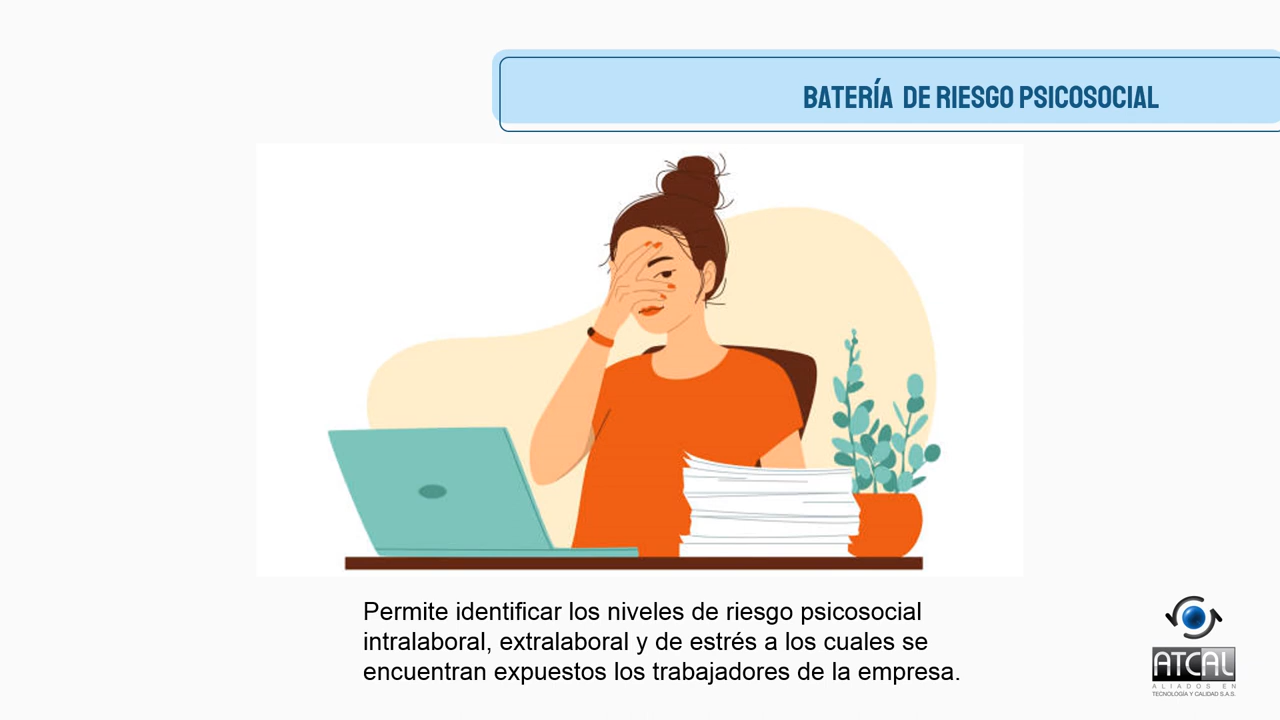 BATERÍA DE RIESGO PSICOSOCIAL
Permite identificar los niveles de riesgo psicosocial
intralaboral, extralaboral y de estrés a los cuales se
encuentran expuestos los trabajadores de la empresa.
ATCAL
ALIADOS EN
TECNOLOGÍA Y CALIDAD S.A.S.